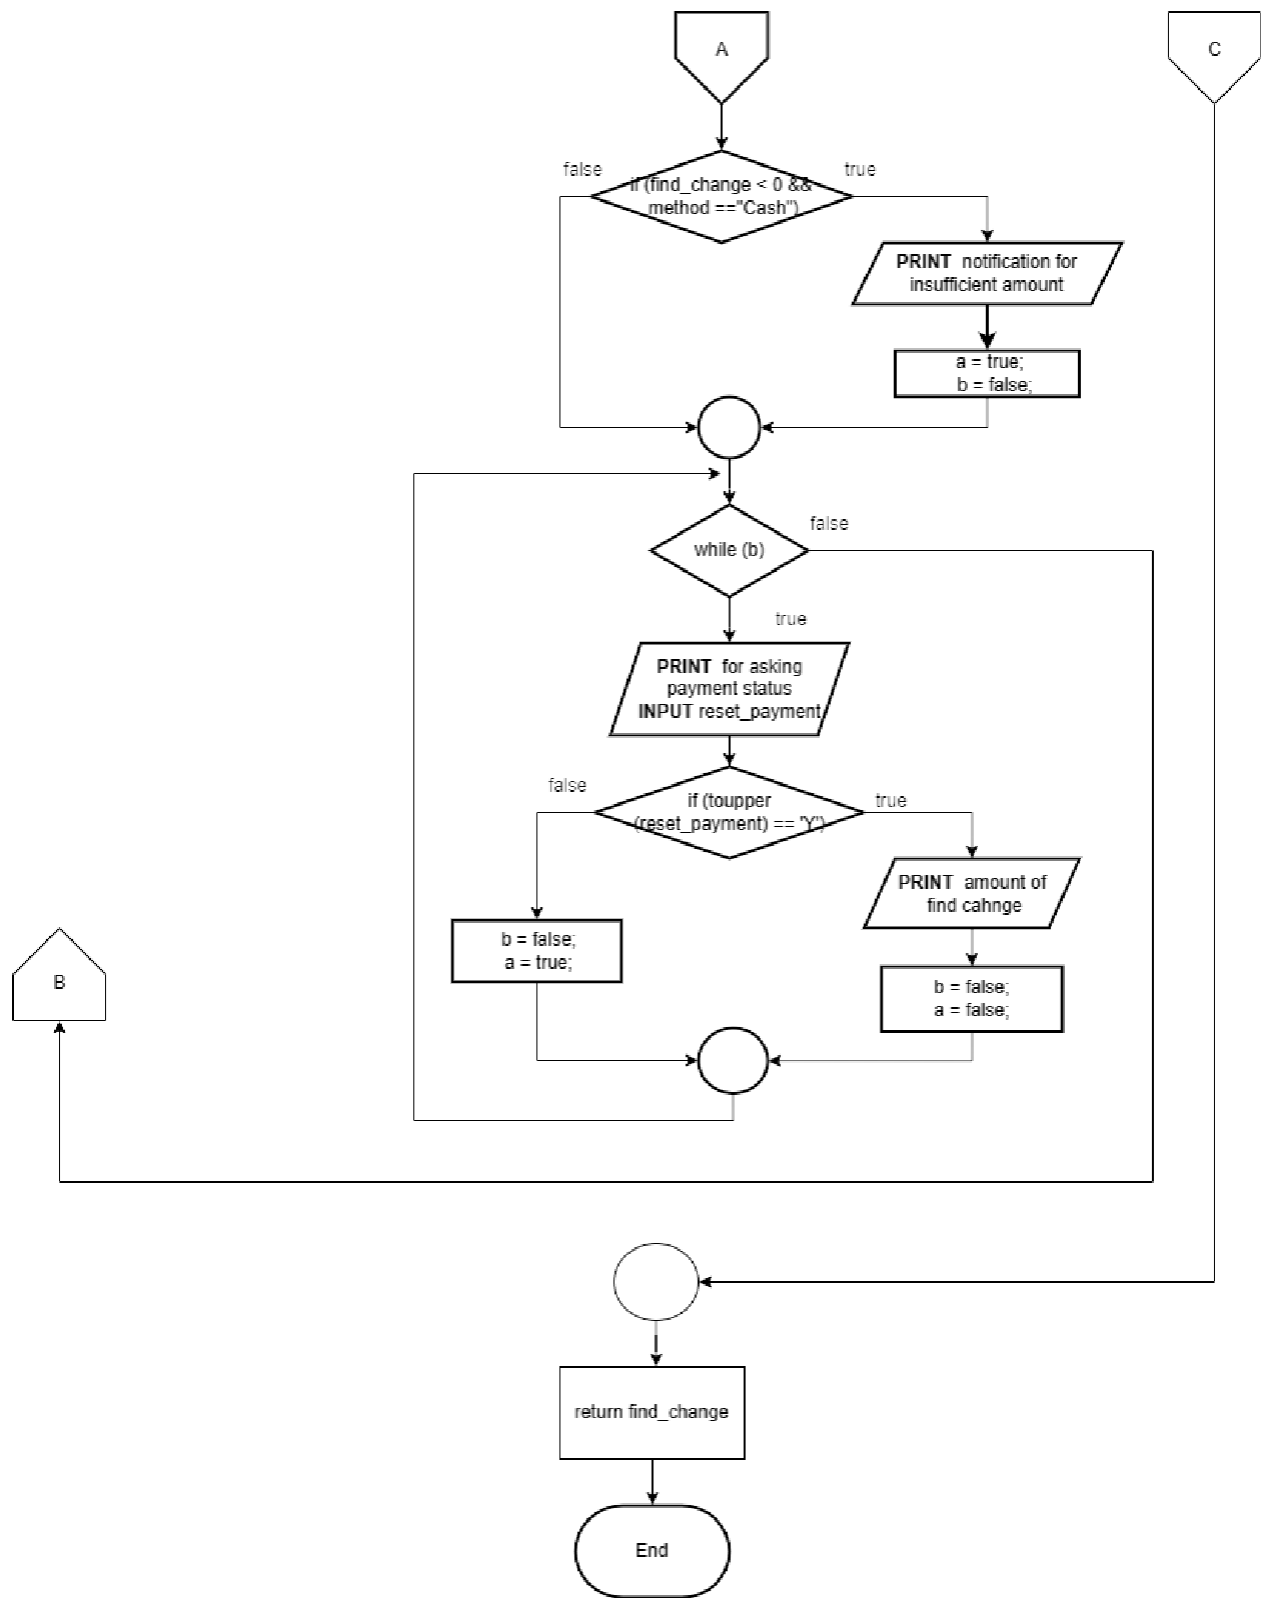 A
C
false
true
if (find_change < 0 &&
method =="Cash")
PRINT notification for
insufficient amount
a = true;
b = false;
while (b)
false
true
PRINT for asking
payment status
INPUT reset_payment
false
true
if (toupper
(reset_payment) == 'Y')
PRINT amount of
find cahnge
b = false;
a = true;
b = false;
a = false;
B
return find_change
End